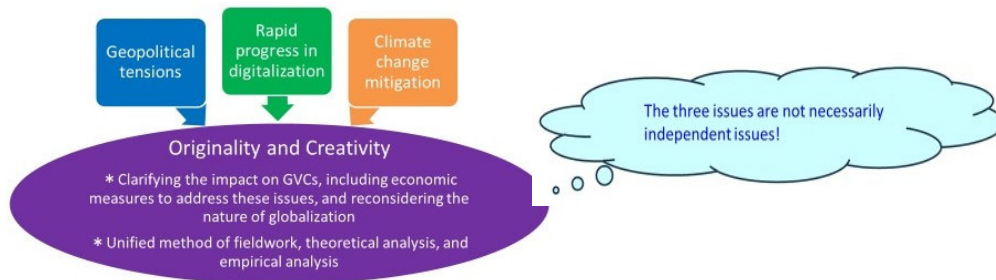 Geopolitical
tensions
Rapid
progress in
digitalization
Climate
change
mitigation
The three issues are not necessarily
independent issues!
Originality and Creativity
* Clarifying the impact on GVCs, including economic
measures to address these issues, and reconsidering the
nature of globalization
* Unified method of fieldwork, theoretical analysis, and
empirical analysis